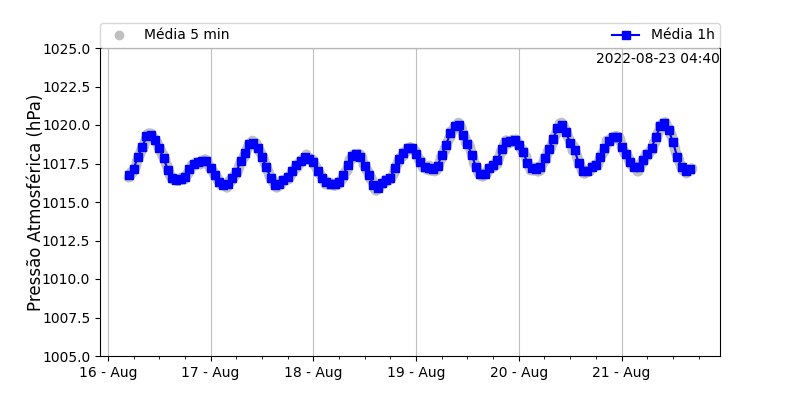 Média 5 min
Média 1h
2022-08-23 04:40
Pressão Atmosférica (hPa)
1025.0
1022.5
1020.0
1017.5
1015.0
1012.5
1010.0
1007.5
1005.0
16 - Aug
17 - Aug
18 - Aug
19 - Aug
20 - Aug
21 - Aug